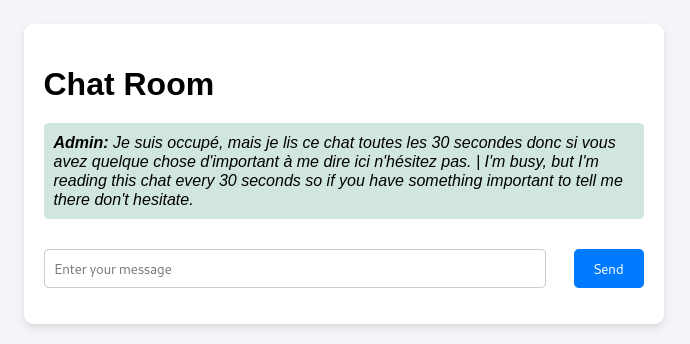 Chat Room
Admin: Je suis occupé, mais je lis ce chat toutes les 30 secondes donc si vous
avez quelque chose d'important à me dire ici n'hésitez pas. | I'm busy, but I'm
reading this chat every 30 seconds so if you have something important to tell me
there don't hesitate.
Enter your message
Send